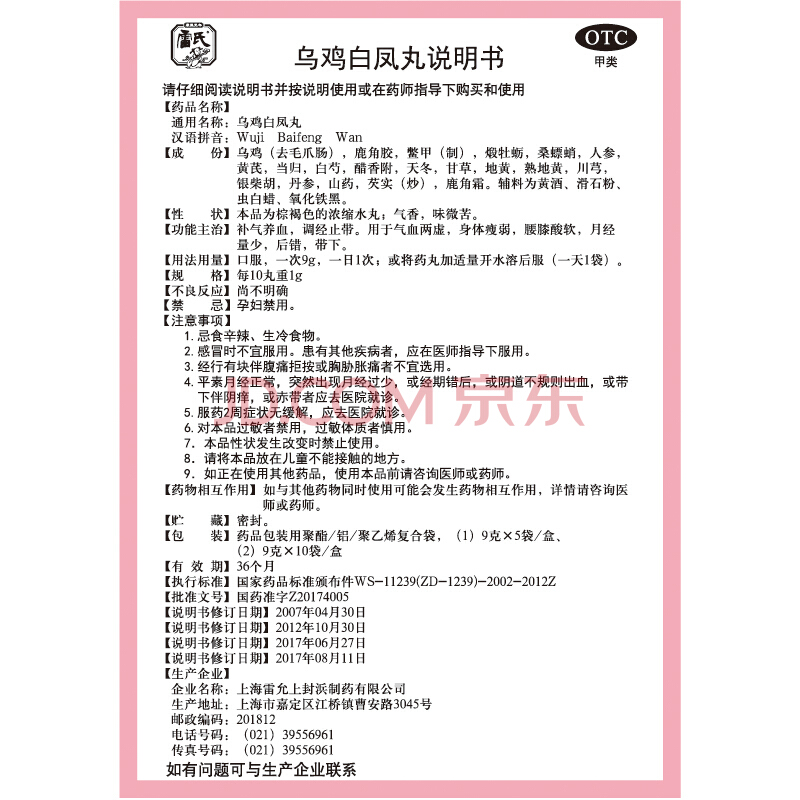 雷氏
OTC
甲类
乌鸡白凤丸说明书
请仔细阅读说明书并按说明使用或在药师指导下购买和使用
【药品名称】
通用名称：乌鸡白凤丸
汉语拼音：Wuji Baifeng Wan
【成 份】乌鸡（去毛爪肠），鹿角胶，鳖甲（制），煅牡蛎，桑螵蛸，人参，
黄芪，当归，白芍，醋香附，天冬，甘草，地黄，熟地黄，川芎，
银柴胡，丹参，山药，芡实（炒），鹿角霜。辅料为黄酒、滑石粉、
虫白蜡、氧化铁黑。
【性 状】本品为棕褐色的浓缩水丸；气香，味微苦。
【功能主治】补气养血，调经止带。用于气血两虚，身体瘦弱，腰膝酸软，月经
量少，后错，带下。
【用法用量】口服，一次9g，一日1次；或将药丸加适量开水溶后服（一天1袋）。
【规 格】每10丸重1g
【不良反应】尚不明确
【禁 忌】孕妇禁用。
【注意事项】
1. 忌食辛辣、生冷食物。
2. 感冒时不宜服用。患有其他疾病者，应在医师指导下服用。
3. 经行有块伴腹痛拒按或胸胁胀痛者不宜选用。
4. 平素月经正常，突然出现月经过少，或经期错后，或阴道不规则出血，或带
下伴阴痒，或赤带者应去医院就诊。
5. 服药2周症状无缓解，应去医院就诊。
6. 对本品过敏者禁用，过敏体质者慎用。
7. 本品性状发生改变时禁止使用。
8. 请将本品放在儿童不能接触的地方。
9. 如正在使用其他药品，使用本品前请咨询医师或药师。
【药物相互作用】如与其他药物同时使用可能会发生药物相互作用，详情请咨询医
师或药师。
【贮 藏】密封。
【包 装】药品包装用聚酯/铝/聚乙烯复合袋，（1）9克×5袋/盒、
（2）9克×10袋/盒
【有 效 期】36个月
【执行标准】国家药品标准颁布件WS-11239(ZD-1239)-2002-2012Z
【批准文号】国药准字Z20174005
【说明书修订日期】2007年04月30日
【说明书修订日期】2012年10月30日
【说明书修订日期】2017年06月27日
【说明书修订日期】2017年08月11日
【生产企业】
企业名称：上海雷允上封浜制药有限公司
生产地址：上海市嘉定区江桥镇曹安路3045号
邮政编码：201812
电话号码：（021）39556961
传真号码：（021）39556961
如有问题可与生产企业联系
JD.COM 京东